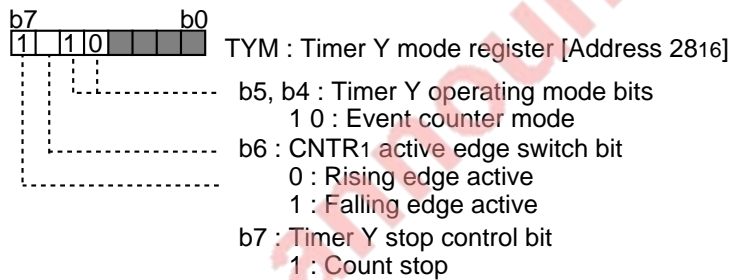 b7 b0
1 1 0
TYM : Timer Y mode register [Address 2816]
b5, b4 : Timer Y operating mode bits
1 0 : Event counter mode
b6 : CNTR1 active edge switch bit
0 : Rising edge active
1 : Falling edge active
b7 : Timer Y stop control bit
1 : Count stop